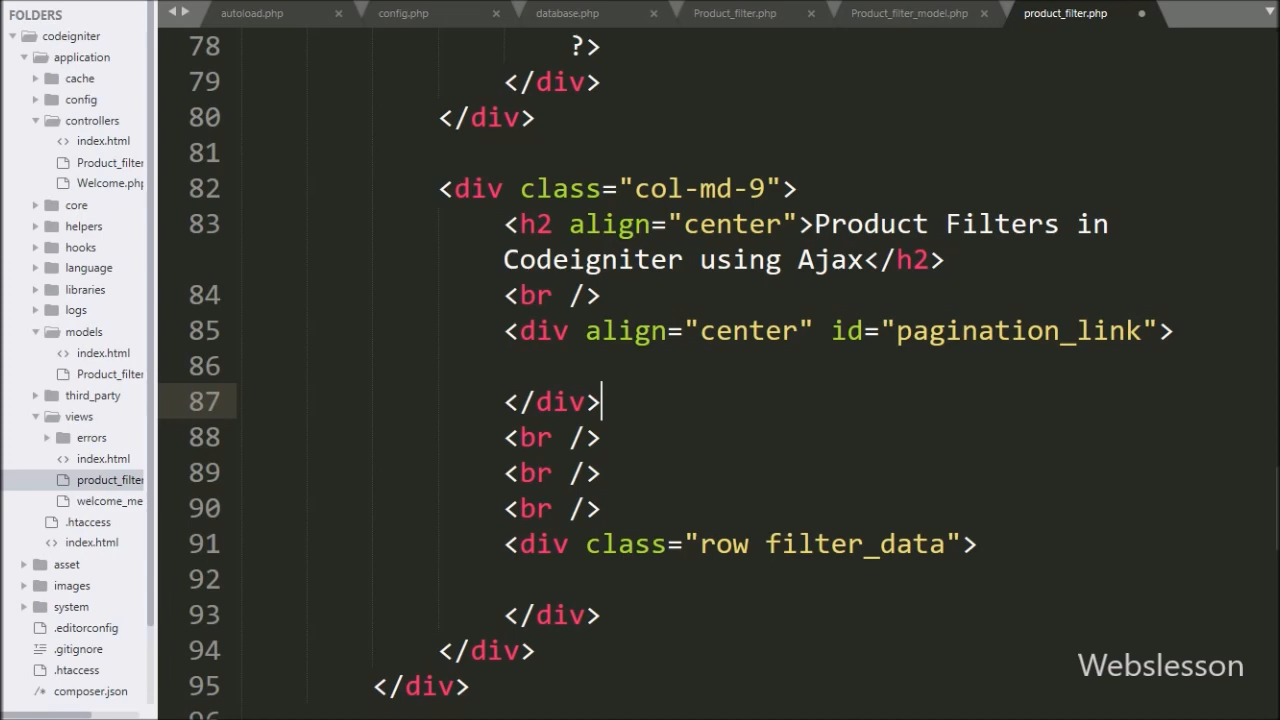 FOLDERS
codeigniter
application
cache
config
controllers
index.html
Product_filter
Welcome.php
core
helpers
hooks
language
libraries
logs
models
index.html
Product_filter
third_party
views
errors
index.html
product_filter
welcome_me
.htaccess
index.html
asset
images
system
.editorconfig
.gitignore
.htaccess
composer.json
autoload.php × config.php × database.php × Product_filter.php × Product_filter_model.php × product_filter.php
78 ?>
79 </div>
80 </div>
81
82 <div class="col-md-9">
83 <h2 align="center">Product Filters in
Codeigniter using Ajax</h2>
84 <br />
85 <div align="center" id="pagination_link">
86
87 </div>
88 <br />
89 <br />
90 <br />
91 <div class="row filter_data">
92
93 </div>
94 </div>
95 </div>
96
Webslesson